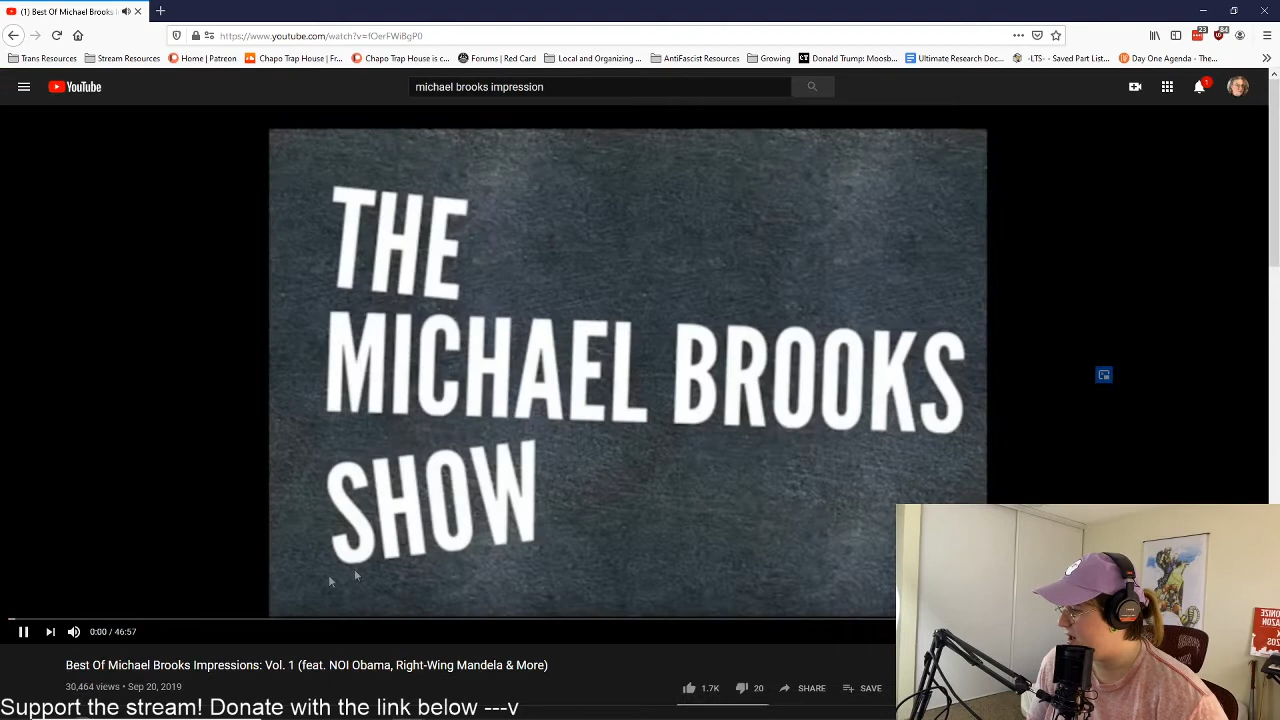 (1) Best Of Michael Brooks I
https://www.youtube.com/watch?v=fOerFWiBgP0
23
84
Trans Resources
Stream Resources
Home | Patreon
Chapo Trap House | Fr...
Chapo Trap House is c...
Forums | Red Card
Local and Organizing ...
AntiFascist Resources
Growing
Donald Trump: Moosb...
Ultimate Research Doc...
-LTS- - Saved Part List...
Day One Agenda - The...
YouTube
michael brooks impression
1
THE
MICHAEL BROOKS
SHOW
0:00 / 46:57
Best Of Michael Brooks Impressions: Vol. 1 (feat. NOI Obama, Right-Wing Mandela & More)
30,464 views • Sep 20, 2019
1.7K
20
SHARE
SAVE
Support the stream! Donate with the link below ---v